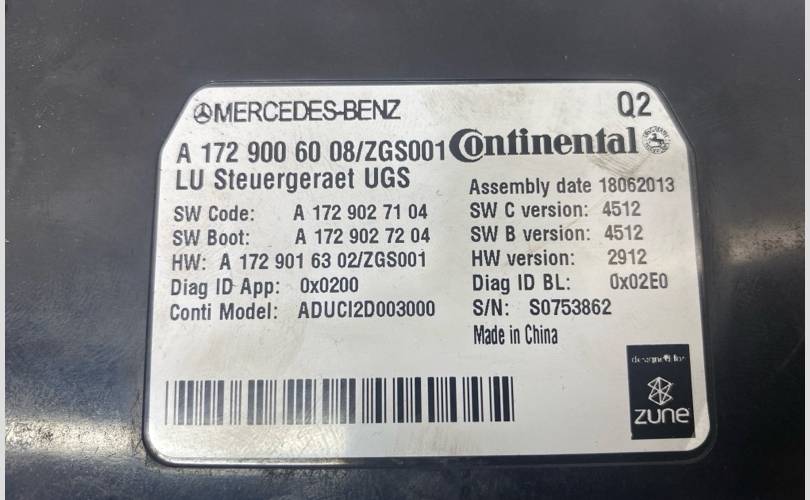 MERCEDES-BENZ
Q2
A 172 900 60 08/ZGS001
Continental
LU Steuergeraet UGS
Assembly date 18062013
SW Code: A 172 902 71 04
SW C version: 4512
SW Boot: A 172 902 72 04
SW B version: 4512
HW: A 172 901 63 02/ZGS001
HW version: 2912
Diag ID App: 0x0200
Diag ID BL: 0x02E0
Conti Model: ADUCI2D003000
S/N: S0753862
Made in China
designed for
zune